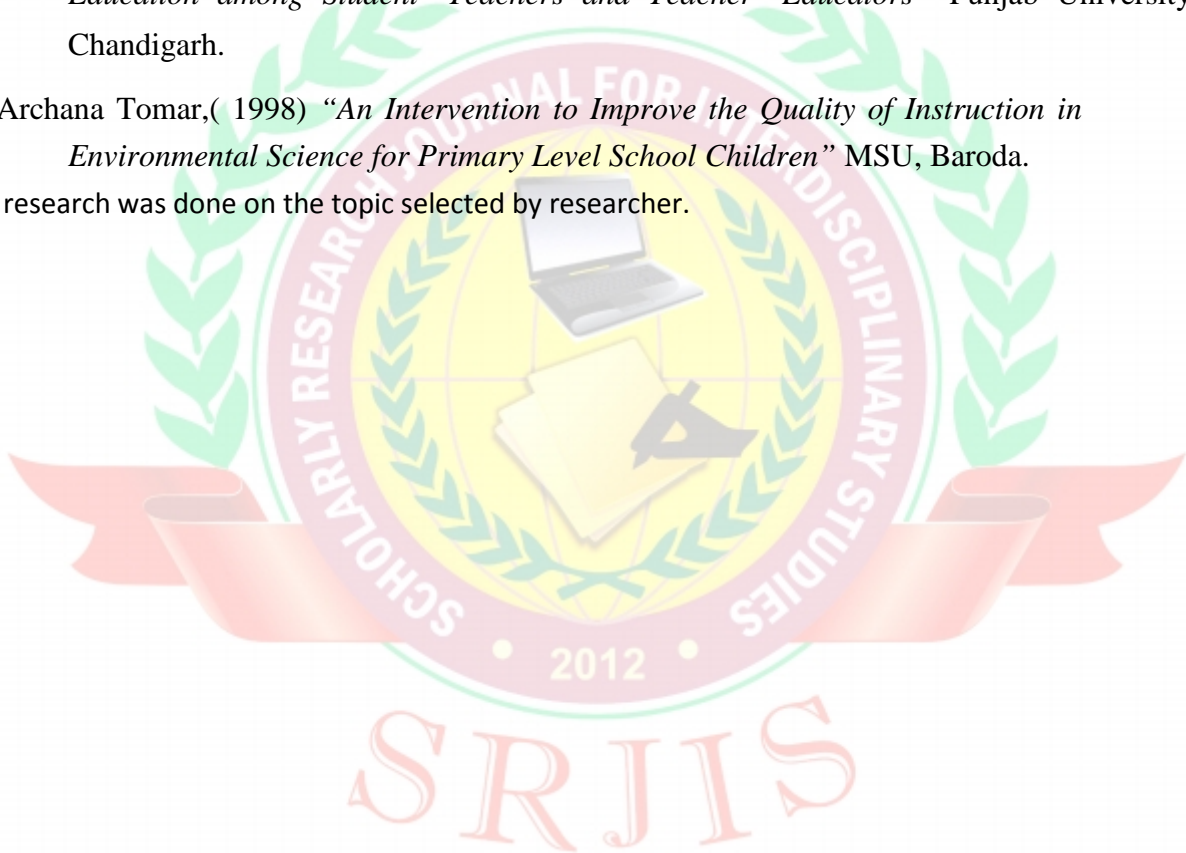 Education among Student Teachers and Teacher Educators Punjab University
Chandigarh.
Archana Tomar,( 1998) “An Intervention to Improve the Quality of Instruction in
Environmental Science for Primary Level School Children” MSU, Baroda.
research was done on the topic selected by researcher.
SCHOLARLY RESEARCH JOURNAL FOR INTERDISCIPLINARY STUDIES
• 2012 •
SRJIS